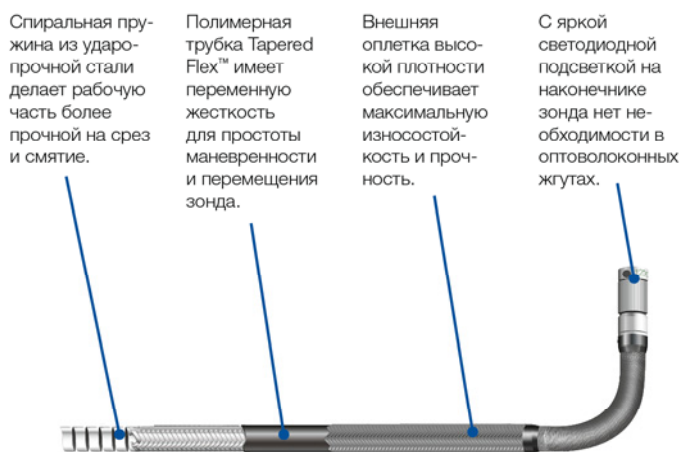 Спиральная пру-
жина из ударо-
прочной стали
делает рабочую
часть более
прочной на срез
и смятие.
Полимерная
трубка Tapered
Flex™ имеет
переменную
жесткость
для простоты
маневренности
и перемещения
зонда.
Внешняя
оплетка высо-
кой плотности
обеспечивает
максимальную
износостой-
кость и проч-
ность.
С яркой
светодиодной
подсветкой на
наконечнике
зонда нет не-
обходимости в
оптоволоконных
жгутах.